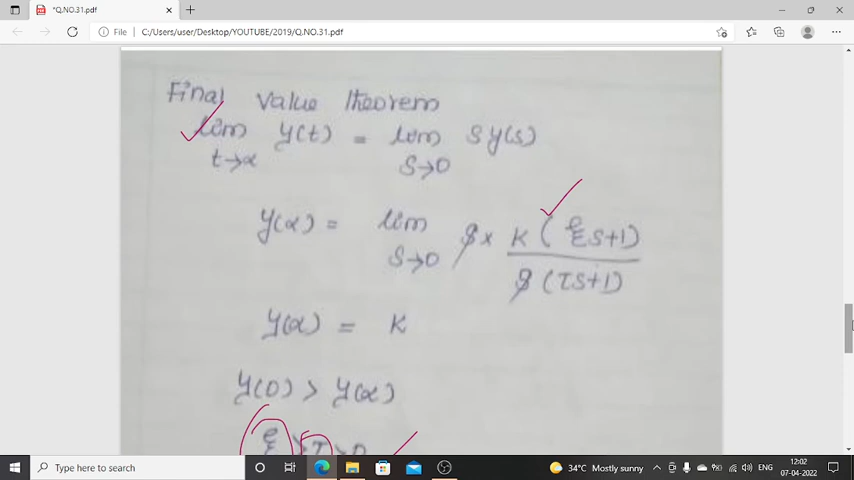 *Q.NO.31.pdf
File | C:/Users/user/Desktop/YOUTUBE/2019/Q.NO.31.pdf
Final value theorem
lim t→α y(t) = lim S→0 S y(s)
y(α) = lim S→0 S × K ( ξS+1) / S (τS+1)
y(α) = K
y(0) > y(α)
ξ > τ > 0
Type here to search
34°C Mostly sunny
ENG
12:02
07-04-2022